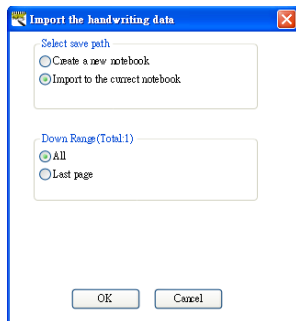 Import the handwriting data
Select save path
Create a new notebook
Import to the currect notebook
Down Range(Total:1)
All
Last page
OK
Cancel